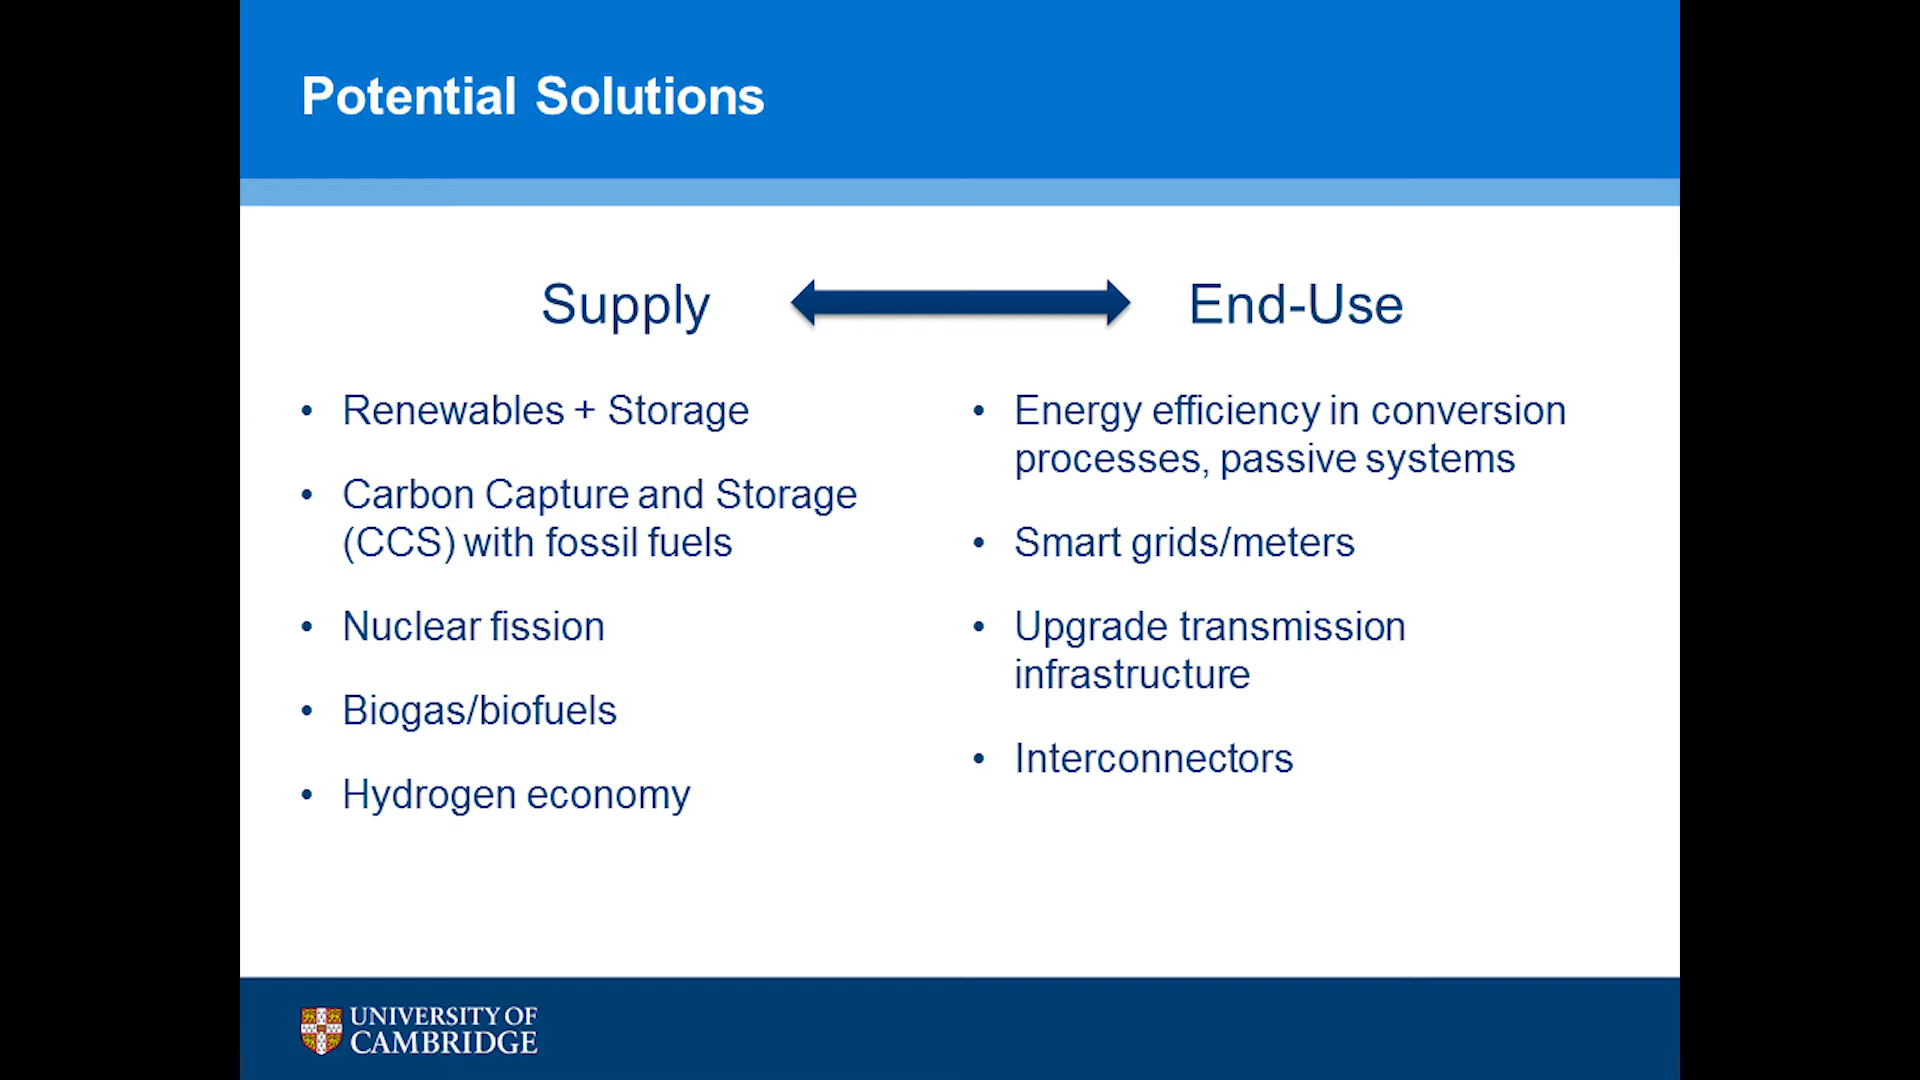 Potential Solutions
Supply
End-Use
• Renewables + Storage
• Carbon Capture and Storage
(CCS) with fossil fuels
• Nuclear fission
• Biogas/biofuels
• Hydrogen economy
• Energy efficiency in conversion
processes, passive systems
• Smart grids/meters
• Upgrade transmission
infrastructure
• Interconnectors
UNIVERSITY OF
CAMBRIDGE